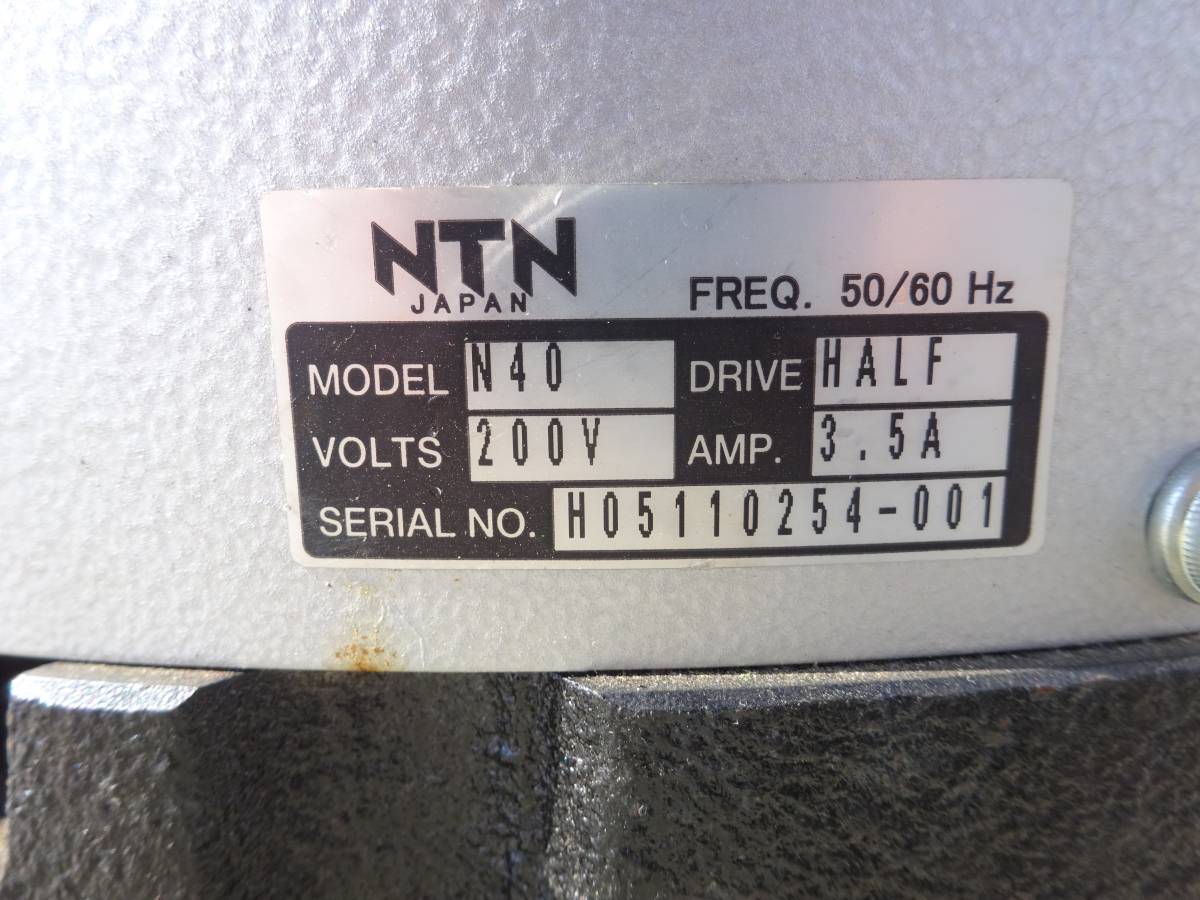 NTN
JAPAN
FREQ. 50/60 Hz
MODEL N40 DRIVE HALF
VOLTS 200V AMP. 3.5A
SERIAL NO. H05110254-001